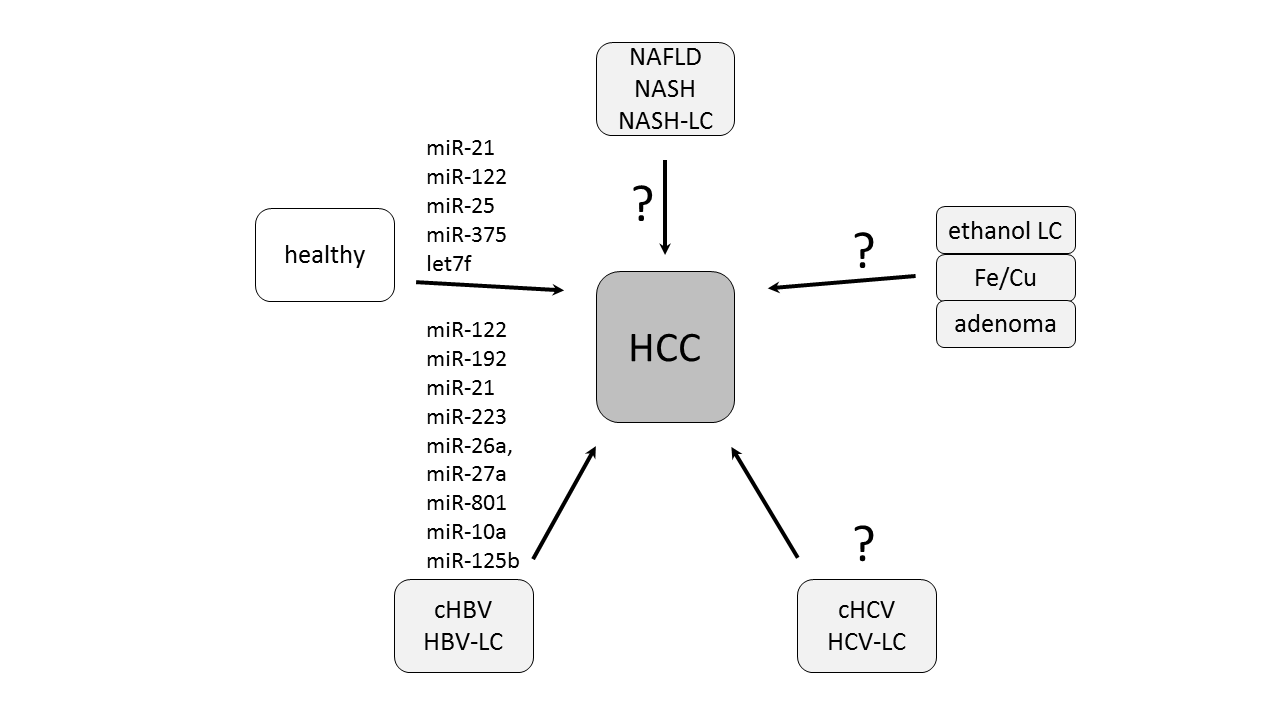 NAFLD
NASH
NASH-LC
miR-21
miR-122
miR-25
miR-375
let7f
healthy
?
?
ethanol LC
Fe/Cu
adenoma
HCC
miR-122
miR-192
miR-21
miR-223
miR-26a,
miR-27a
miR-801
miR-10a
miR-125b
?
cHBV
HBV-LC
cHCV
HCV-LC